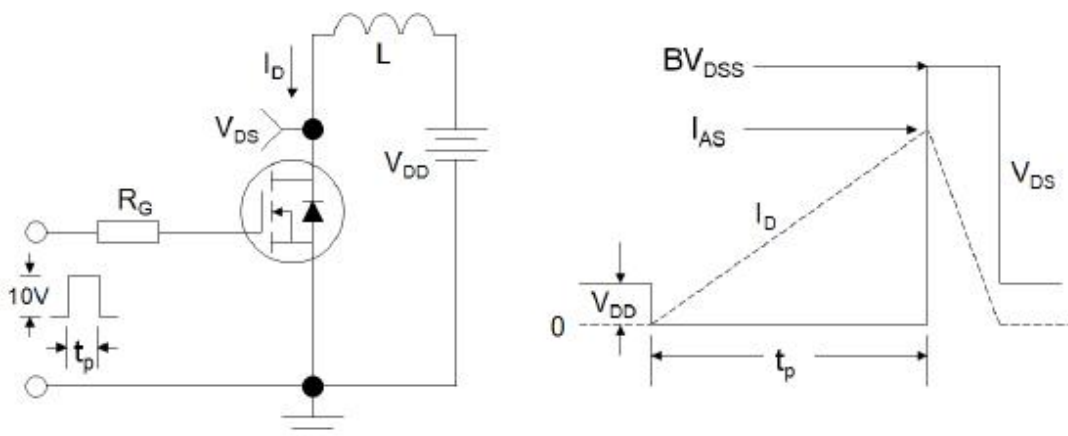 L
I_D
V_DS
V_DD
R_G
10V
t_p
BV_DSS
I_AS
V_DS
I_D
V_DD
0
t_p